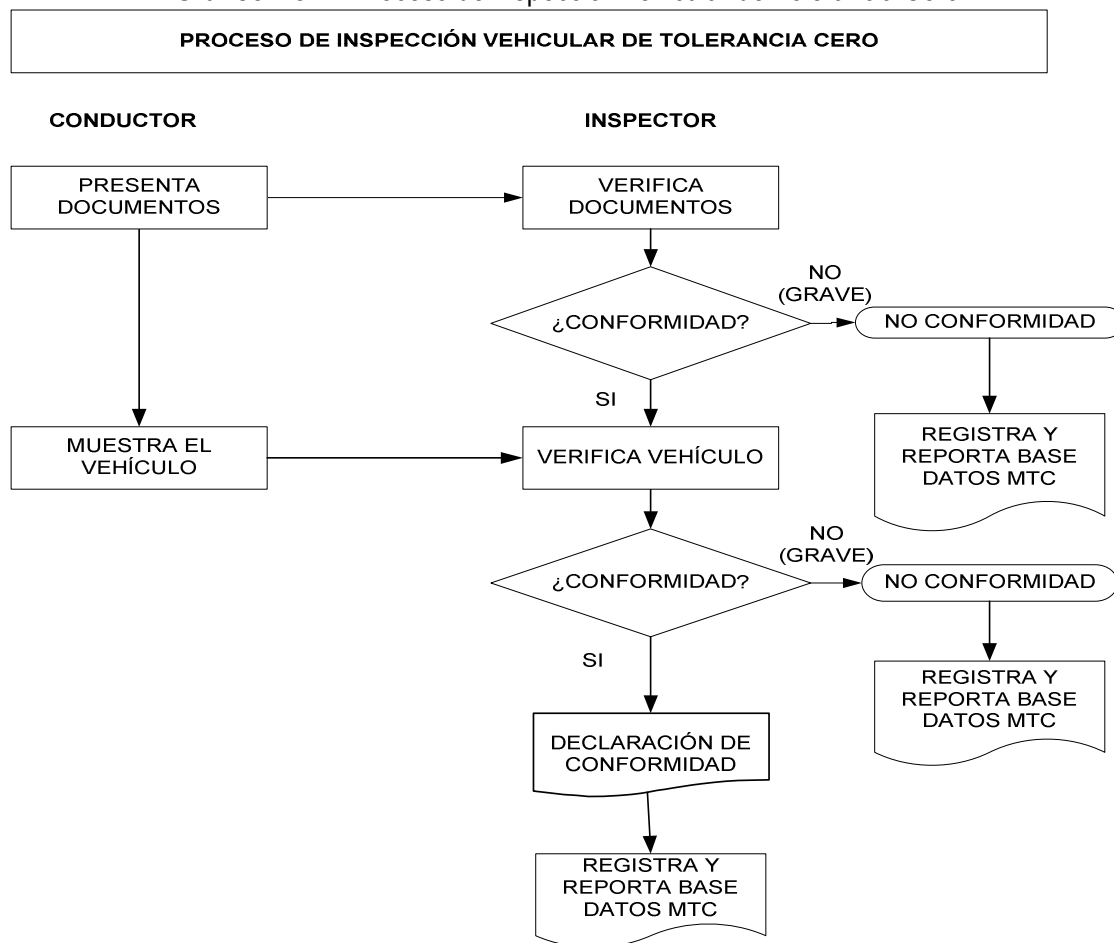 PROCESO DE INSPECCIÓN VEHICULAR DE TOLERANCIA CERO
CONDUCTOR
INSPECTOR
PRESENTA
DOCUMENTOS
VERIFICA
DOCUMENTOS
¿CONFORMIDAD?
NO
(GRAVE)
NO CONFORMIDAD
REGISTRA Y
REPORTA BASE
DATOS MTC
SI
MUESTRA EL
VEHÍCULO
VERIFICA VEHÍCULO
¿CONFORMIDAD?
NO
(GRAVE)
NO CONFORMIDAD
REGISTRA Y
REPORTA BASE
DATOS MTC
SI
DECLARACIÓN DE
CONFORMIDAD
REGISTRA Y
REPORTA BASE
DATOS MTC